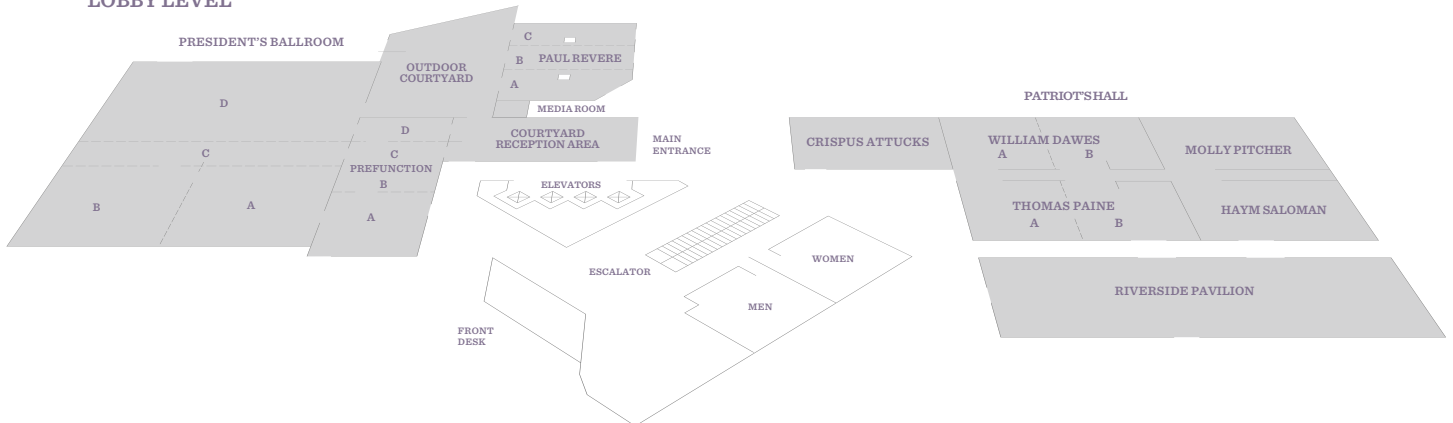 LOBBY LEVEL
PRESIDENT'S BALLROOM
D
C
B
A
OUTDOOR
COURTYARD
D
C
PREFUNCTION
B
A
C
B
PAUL REVERE
A
MEDIA ROOM
COURTYARD
RECEPTION AREA
MAIN
ENTRANCE
ELEVATORS
ESCALATOR
WOMEN
MEN
FRONT
DESK
PATRIOT'S HALL
CRISPUS ATTUCKS
WILLIAM DAWES
A
B
MOLLY PITCHER
THOMAS PAINE
A
B
HAYM SALOMAN
RIVERSIDE PAVILION